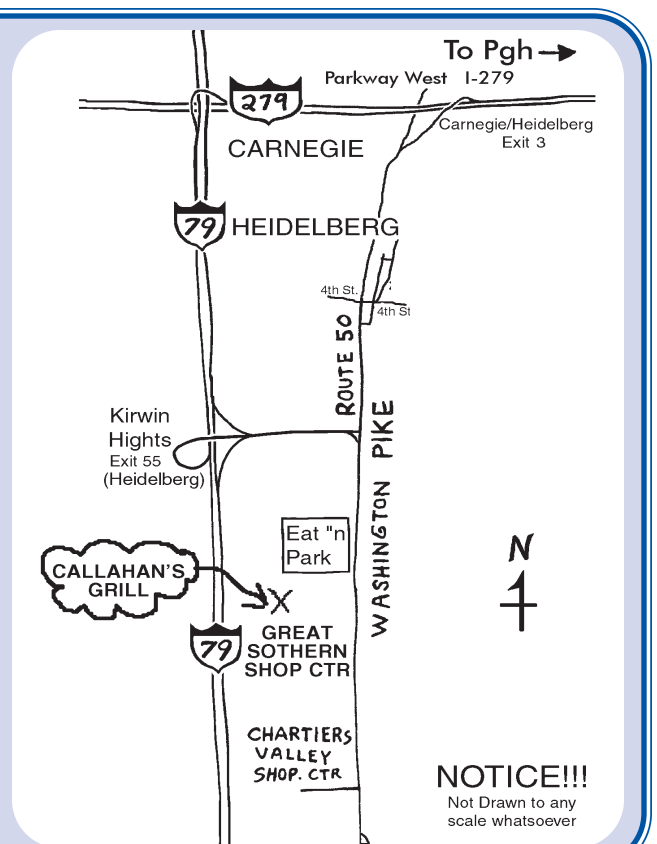 To Pgh
Parkway West I-279
279
Carnegie/Heidelberg
Exit 3
CARNEGIE
79
HEIDELBERG
4th St.
4th St
ROUTE 50
Kirwin
Hights
Exit 55
(Heidelberg)
WASHINGTON PIKE
Eat "n
Park
N
CALLAHAN'S
GRILL
X
79
GREAT
SOTHERN
SHOP CTR
CHARTIERS
VALLEY
SHOP. CTR
NOTICE!!!
Not Drawn to any
scale whatsoever